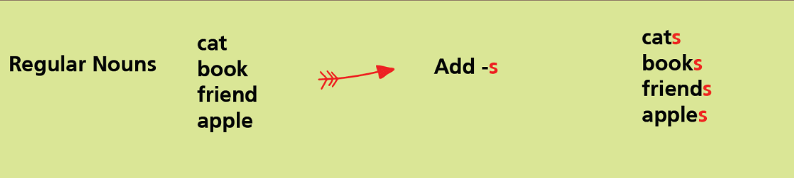 Regular Nouns
cat
book
friend
apple
Add -s
cats
books
friends
apples